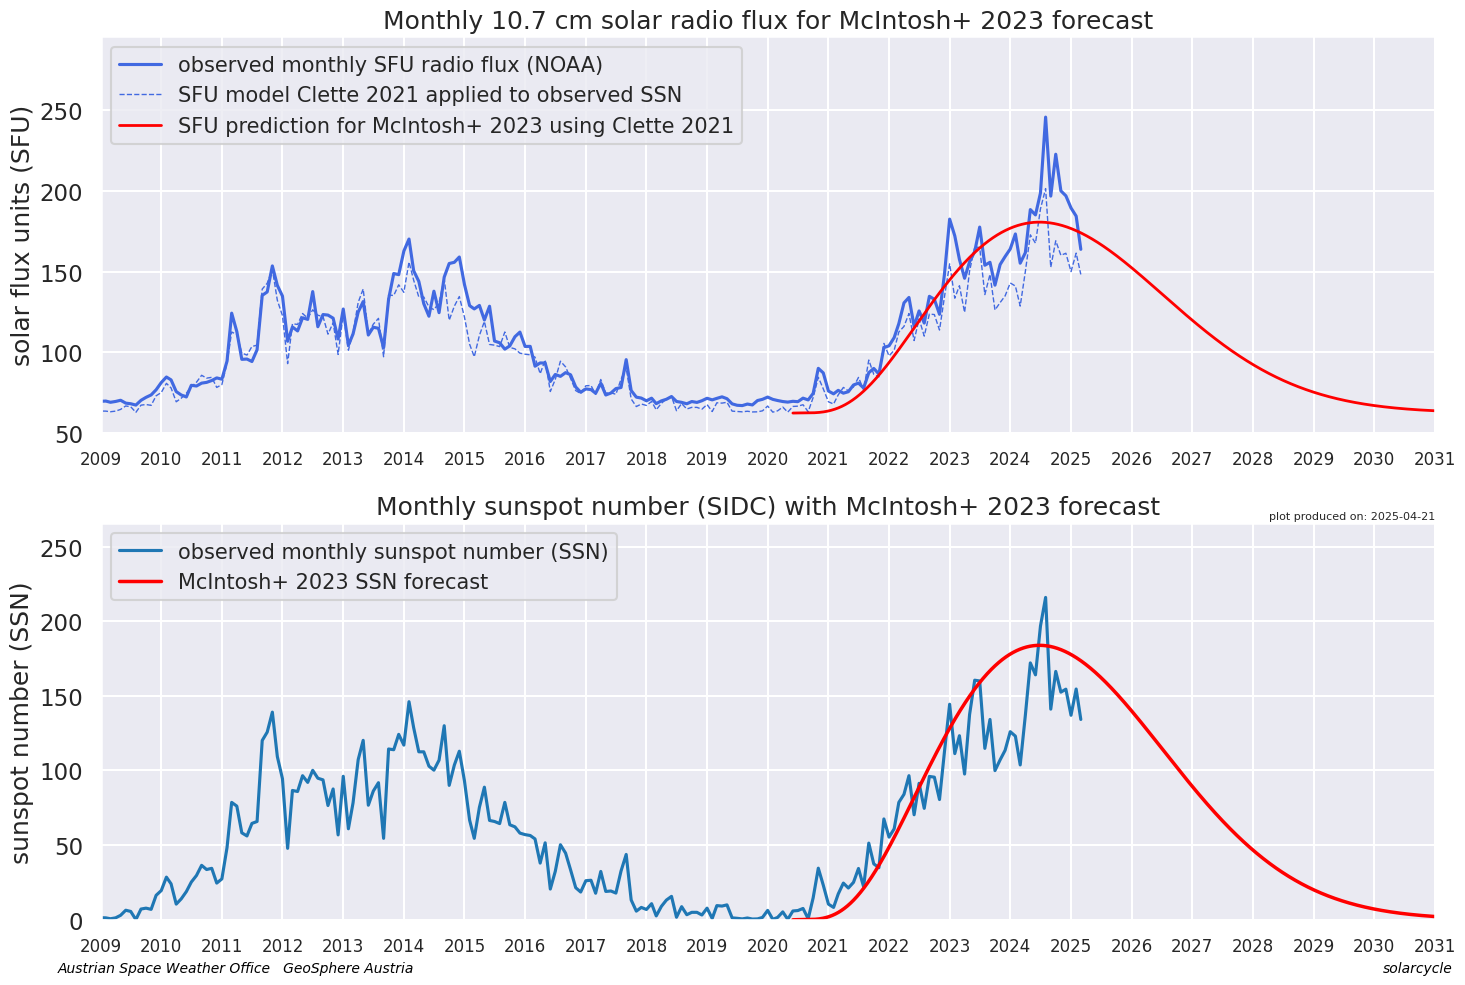 Monthly 10.7 cm solar radio flux for McIntosh+ 2023 forecast
observed monthly SFU radio flux (NOAA)
SFU model Clette 2021 applied to observed SSN
SFU prediction for McIntosh+ 2023 using Clette 2021
solar flux units (SFU)
250
200
150
100
50
2009 2010 2011 2012 2013 2014 2015 2016 2017 2018 2019 2020 2021 2022 2023 2024 2025 2026 2027 2028 2029 2030 2031
Monthly sunspot number (SIDC) with McIntosh+ 2023 forecast
plot produced on: 2025-04-21
observed monthly sunspot number (SSN)
McIntosh+ 2023 SSN forecast
sunspot number (SSN)
250
200
150
100
50
0
2009 2010 2011 2012 2013 2014 2015 2016 2017 2018 2019 2020 2021 2022 2023 2024 2025 2026 2027 2028 2029 2030 2031
Austrian Space Weather Office GeoSphere Austria
solarcycle